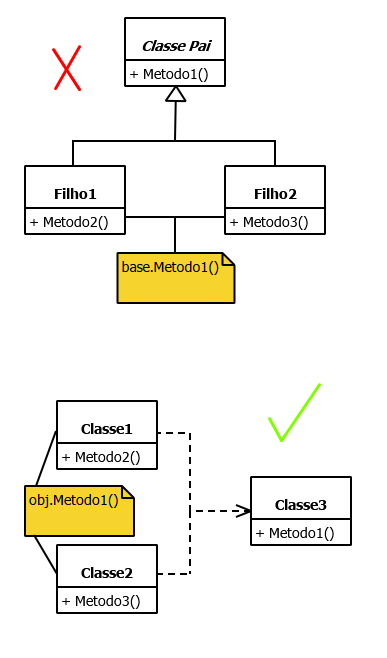 Classe Pai
+ Metodo1()
Filho1
+ Metodo2()
Filho2
+ Metodo3()
base.Metodo1()
Classe1
+ Metodo2()
obj.Metodo1()
Classe2
+ Metodo3()
Classe3
+ Metodo1()